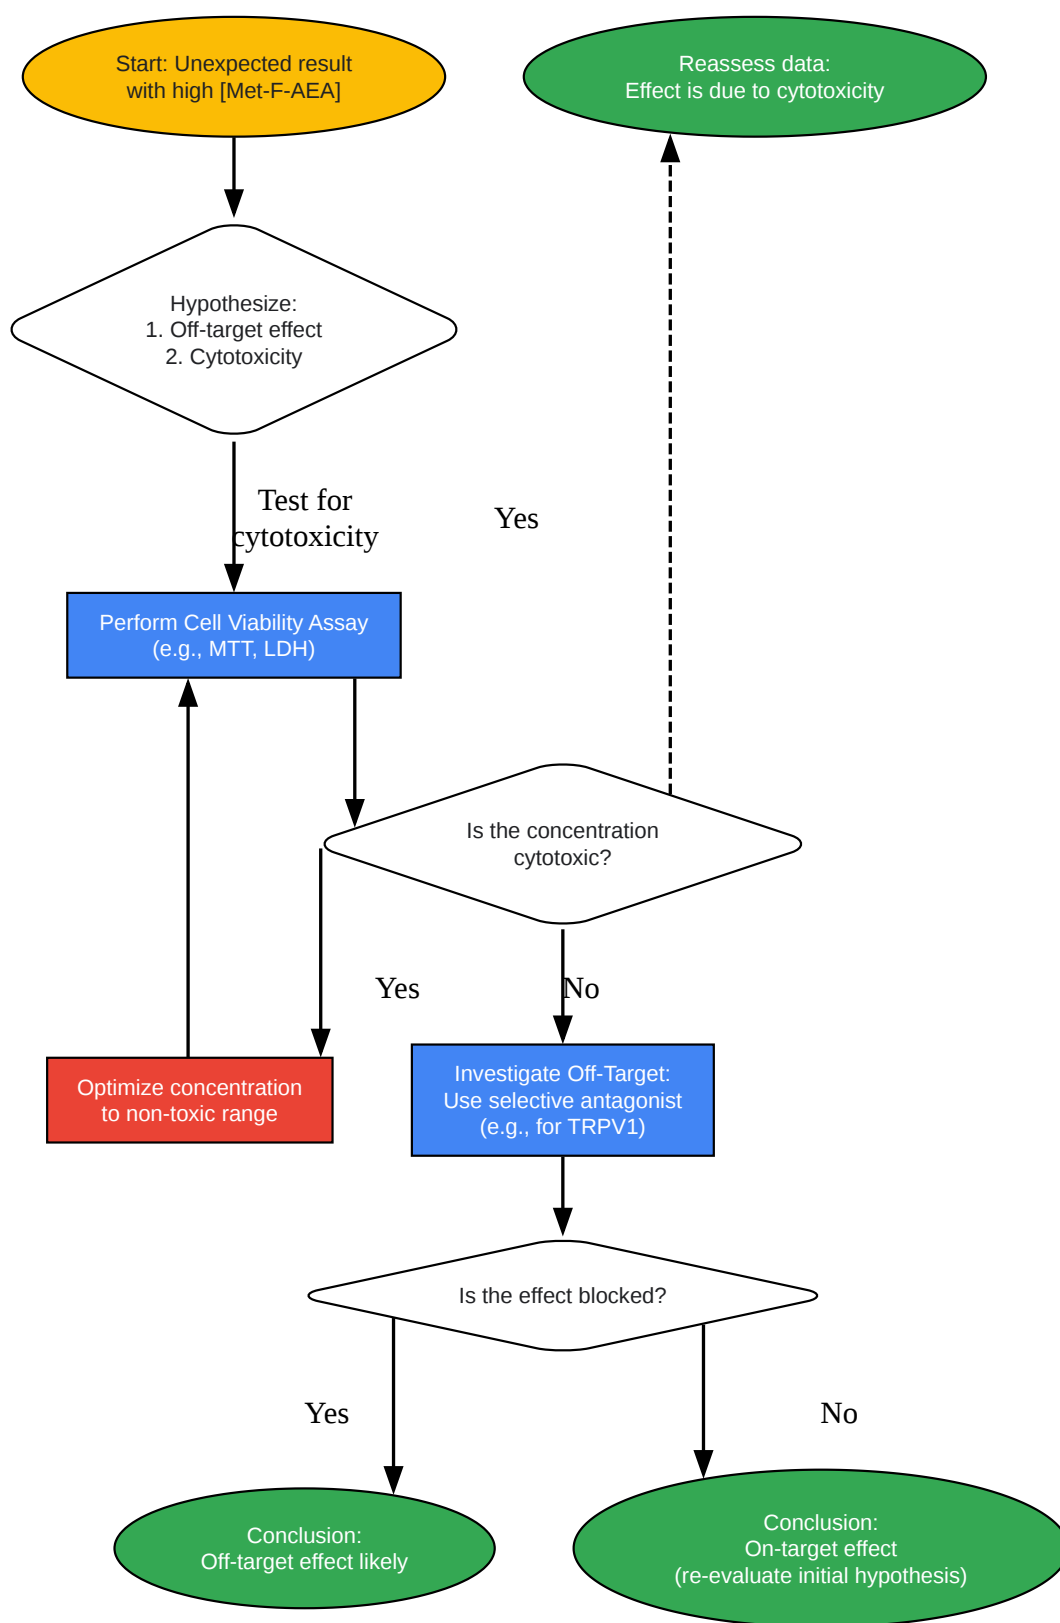 Start: Unexpected result
with high [Met-F-AEA]
Reassess data:
Effect is due to cytotoxicity
Hypothesize:
1. Off-target effect
2. Cytotoxicity
Test for
cytotoxicity
Yes
Perform Cell Viability Assay
(e.g., MTT, LDH)
Is the concentration
cytotoxic?
Yes
No
Optimize concentration
to non-toxic range
Investigate Off-Target:
Use selective antagonist
(e.g., for TRPV1)
Is the effect blocked?
Yes
No
Conclusion:
Off-target effect likely
Conclusion:
On-target effect
(re-evaluate initial hypothesis)